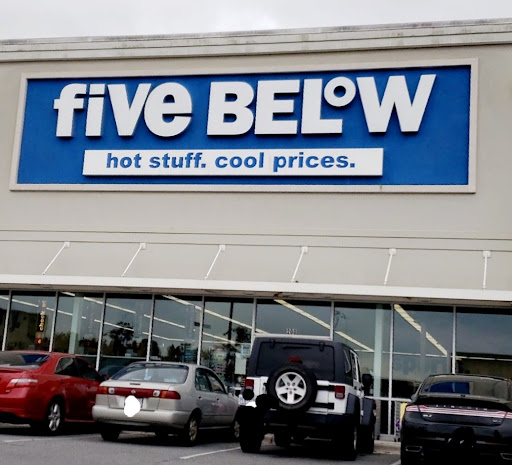 fiVe BELoW
hot stuff. cool prices.